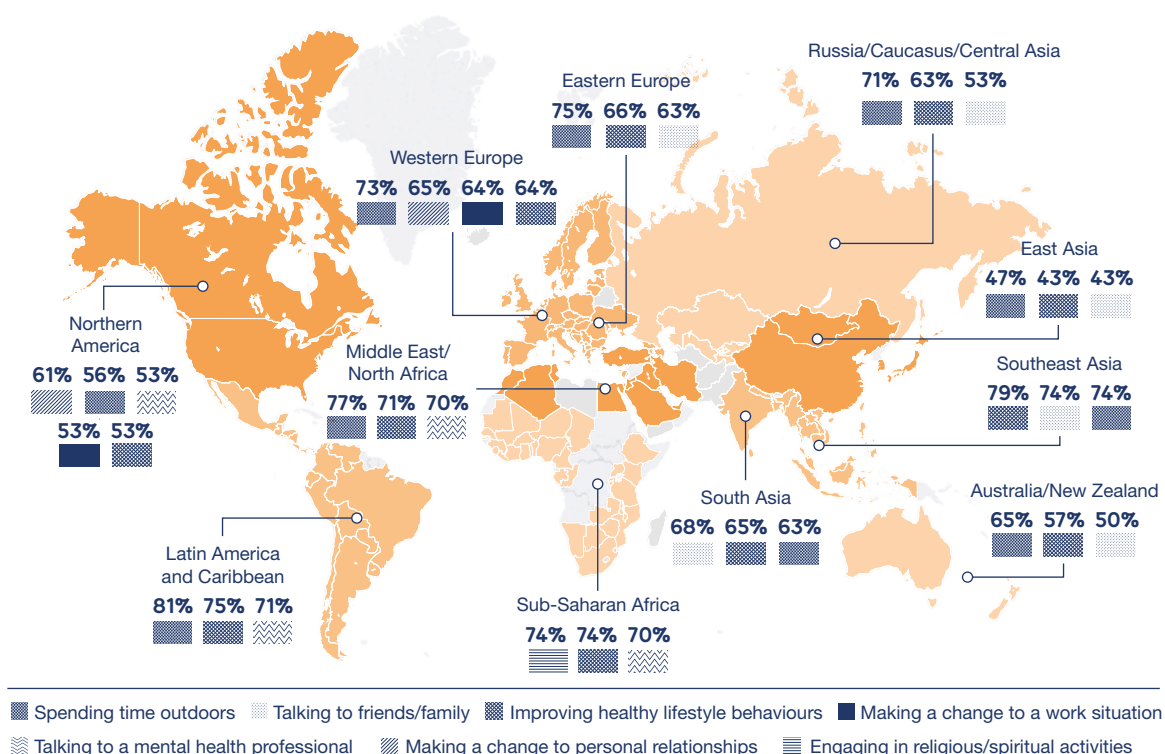 Russia/Caucasus/Central Asia
71% 63% 53%
Eastern Europe
75% 66% 63%
Western Europe
73% 65% 64% 64%
East Asia
47% 43% 43%
Northern
America
61% 56% 53%
53% 53%
Middle East/
North Africa
77% 71% 70%
Southeast Asia
79% 74% 74%
South Asia
68% 65% 63%
Australia/New Zealand
65% 57% 50%
Latin America
and Caribbean
81% 75% 71%
Sub-Saharan Africa
74% 74% 70%
Spending time outdoors Talking to friends/family Improving healthy lifestyle behaviours Making a change to a work situation
Talking to a mental health professional Making a change to personal relationships Engaging in religious/spiritual activities